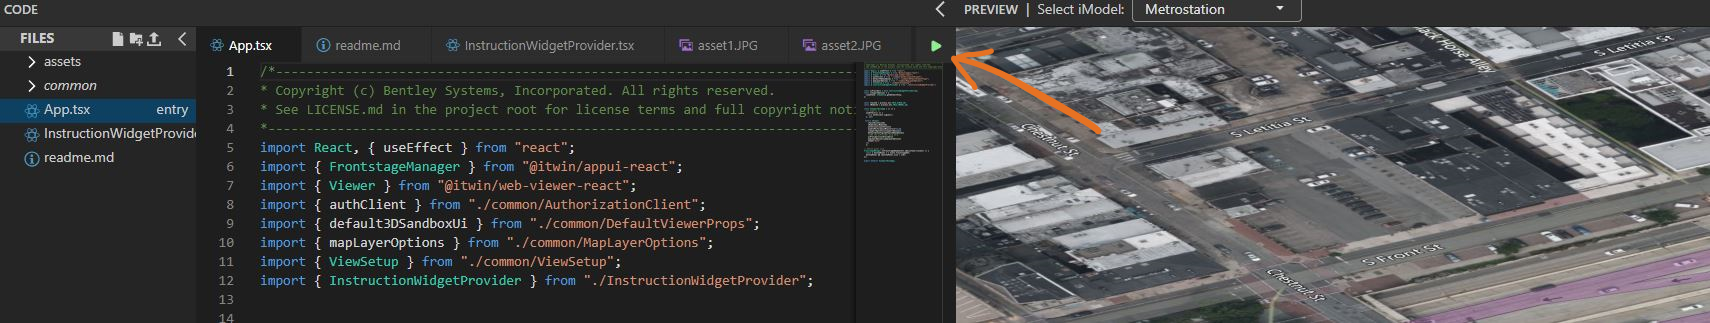 CODE
PREVIEW | Select iModel: Metrostation
FILES
assets
common
App.tsx entry
InstructionWidgetProvide
readme.md
App.tsx readme.md InstructionWidgetProvider.tsx asset1.JPG asset2.JPG
1 /*-----------------------------------------------------------------------------
2 * Copyright (c) Bentley Systems, Incorporated. All rights reserved.
3 * See LICENSE.md in the project root for license terms and full copyright noti
4 *-----------------------------------------------------------------------------
5 import React, { useEffect } from "react";
6 import { FrontstageManager } from "@itwin/appui-react";
7 import { Viewer } from "@itwin/web-viewer-react";
8 import { authClient } from "./common/AuthorizationClient";
9 import { default3DSandboxUi } from "./common/DefaultViewerProps";
10 import { mapLayerOptions } from "./common/MapLayerOptions";
11 import { ViewSetup } from "./common/ViewSetup";
12 import { InstructionWidgetProvider } from "./InstructionWidgetProvider";
13
14
Black Horse Alley
S Letitia St
S Letitia St
Chestnut St
S Front St
Chestnut St